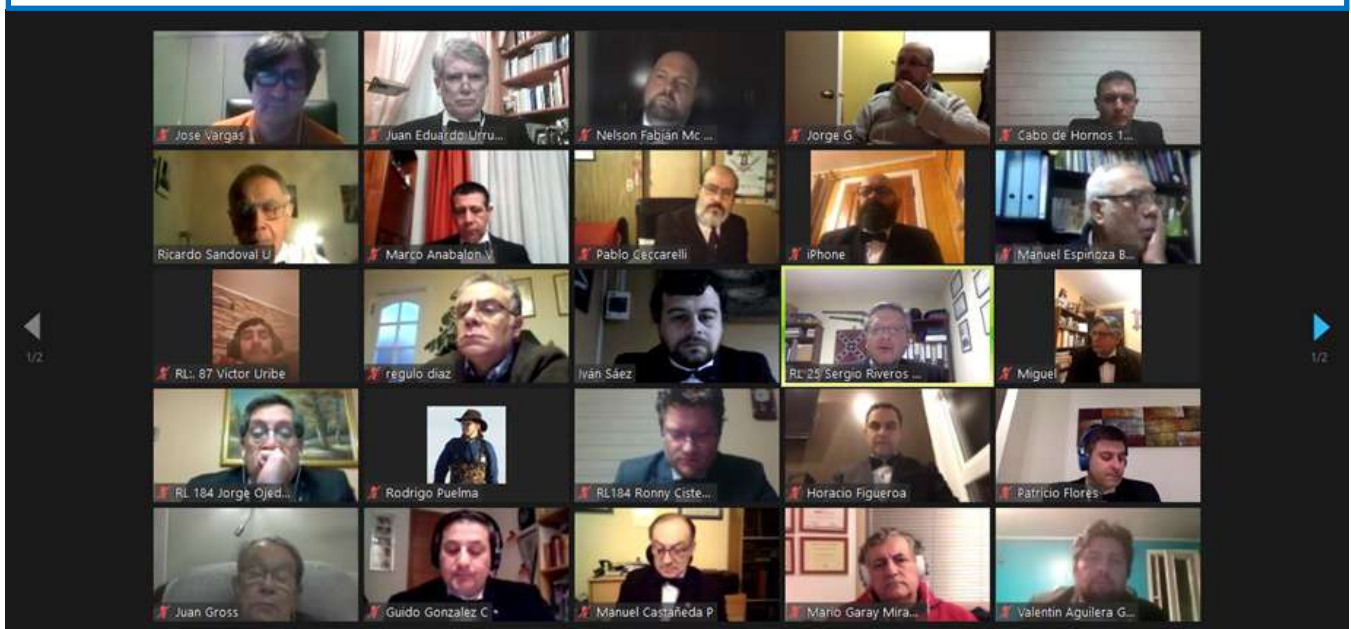 Jose Vargas
Juan Eduardo Urru...
Nelson Fabián Mc ...
Jorge G
Cabo de Hornos 1...
Ricardo Sandoval U
Marco Anabalon V
Pablo Ceccarelli
iPhone
Manuel Espinoza B...
1/2
RL:. 87 Victor Uribe
regulo diaz
Iván Sáez
RL 25 Sergio Riveros ...
Miguel
1/2
RL 184 Jorge Ojed...
Rodrigo Puelma
RL184 Ronny Ciste...
Horacio Figueroa
Patricio Flores
Juan Gross
Guido Gonzalez C
Manuel Castañeda P
Mario Garay Mira...
Valentin Aguilera G...